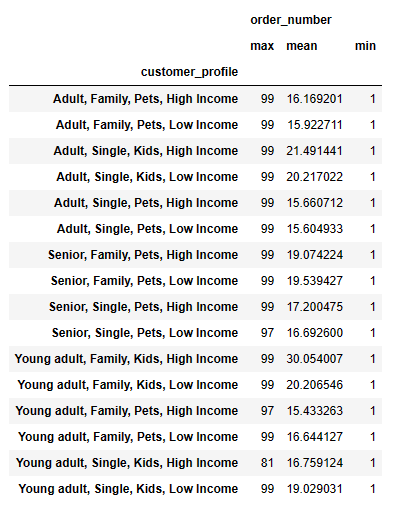 order_number
max mean min
customer_profile
Adult, Family, Pets, High Income 99 16.169201 1
Adult, Family, Pets, Low Income 99 15.922711 1
Adult, Single, Kids, High Income 99 21.491441 1
Adult, Single, Kids, Low Income 99 20.217022 1
Adult, Single, Pets, High Income 99 15.660712 1
Adult, Single, Pets, Low Income 99 15.604933 1
Senior, Family, Pets, High Income 99 19.074224 1
Senior, Family, Pets, Low Income 99 19.539427 1
Senior, Single, Pets, High Income 99 17.200475 1
Senior, Single, Pets, Low Income 97 16.692600 1
Young adult, Family, Kids, High Income 99 30.054007 1
Young adult, Family, Kids, Low Income 99 20.206546 1
Young adult, Family, Pets, High Income 97 15.433263 1
Young adult, Family, Pets, Low Income 99 16.644127 1
Young adult, Single, Kids, High Income 81 16.759124 1
Young adult, Single, Kids, Low Income 99 19.029031 1